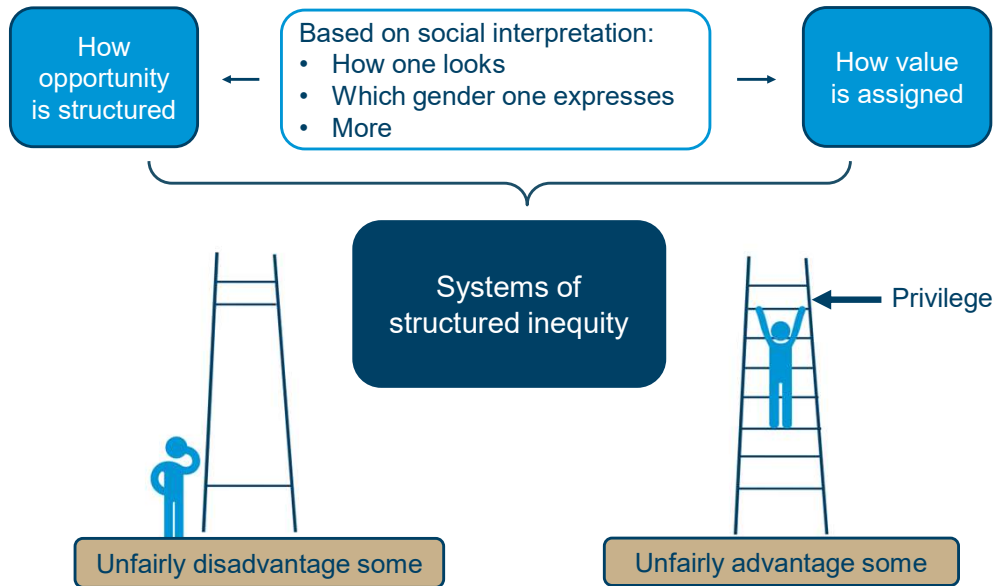 How
opportunity
is structured
Based on social interpretation:
• How one looks
• Which gender one expresses
• More
How value
is assigned
Systems of
structured inequity
Privilege
Unfairly disadvantage some
Unfairly advantage some